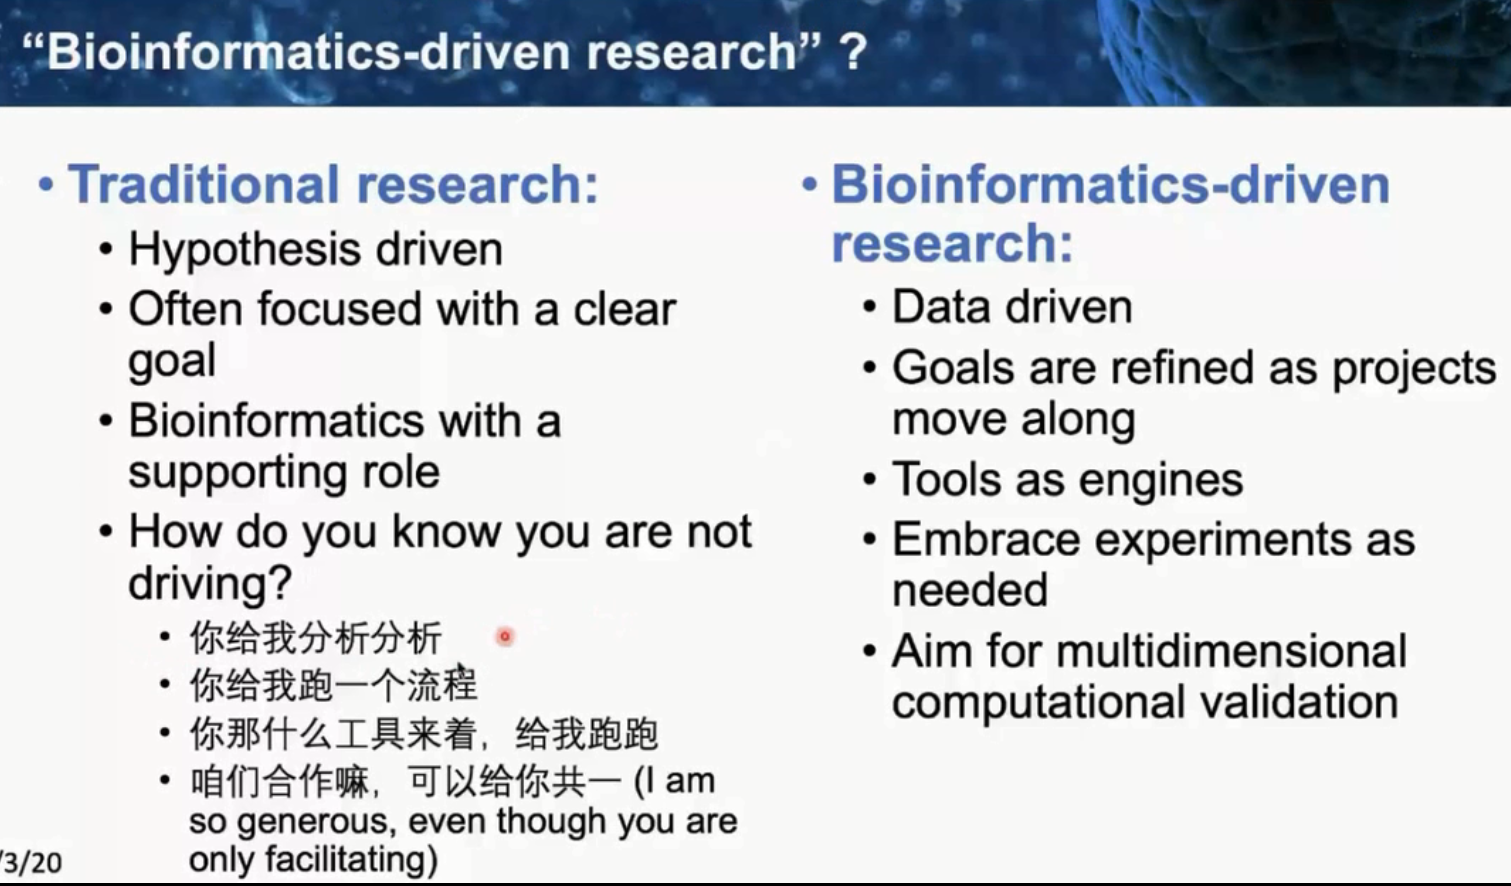 “Bioinformatics-driven research” ?
• Traditional research:
• Hypothesis driven
• Often focused with a clear
goal
• Bioinformatics with a
supporting role
• How do you know you are not
driving?
• 你给我分析分析
• 你给我跑一个流程
• 你那什么工具来着，给我跑跑
• 咱们合作嘛，可以给你共一 (I am
so generous, even though you are
only facilitating)
/3/20
• Bioinformatics-driven
research:
• Data driven
• Goals are refined as projects
move along
• Tools as engines
• Embrace experiments as
needed
• Aim for multidimensional
computational validation